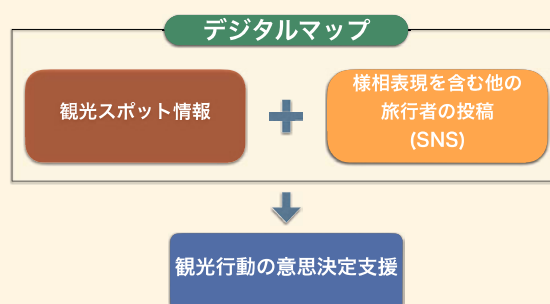 デジタルマップ
観光スポット情報
様相表現を含む他の
旅行者の投稿
(SNS)
観光行動の意思決定支援